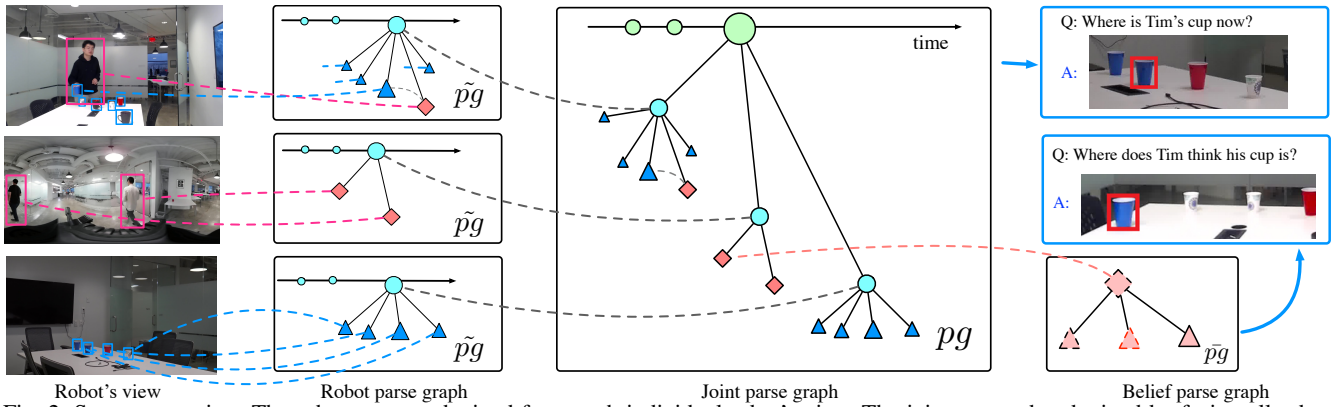 time
Q: Where is Tim's cup now?
A:
p̃g
p̃g
p̃g
pg
Q: Where does Tim think his cup is?
A:
p̄g
Robot's view
Robot parse graph
Joint parse graph
Belief parse graph